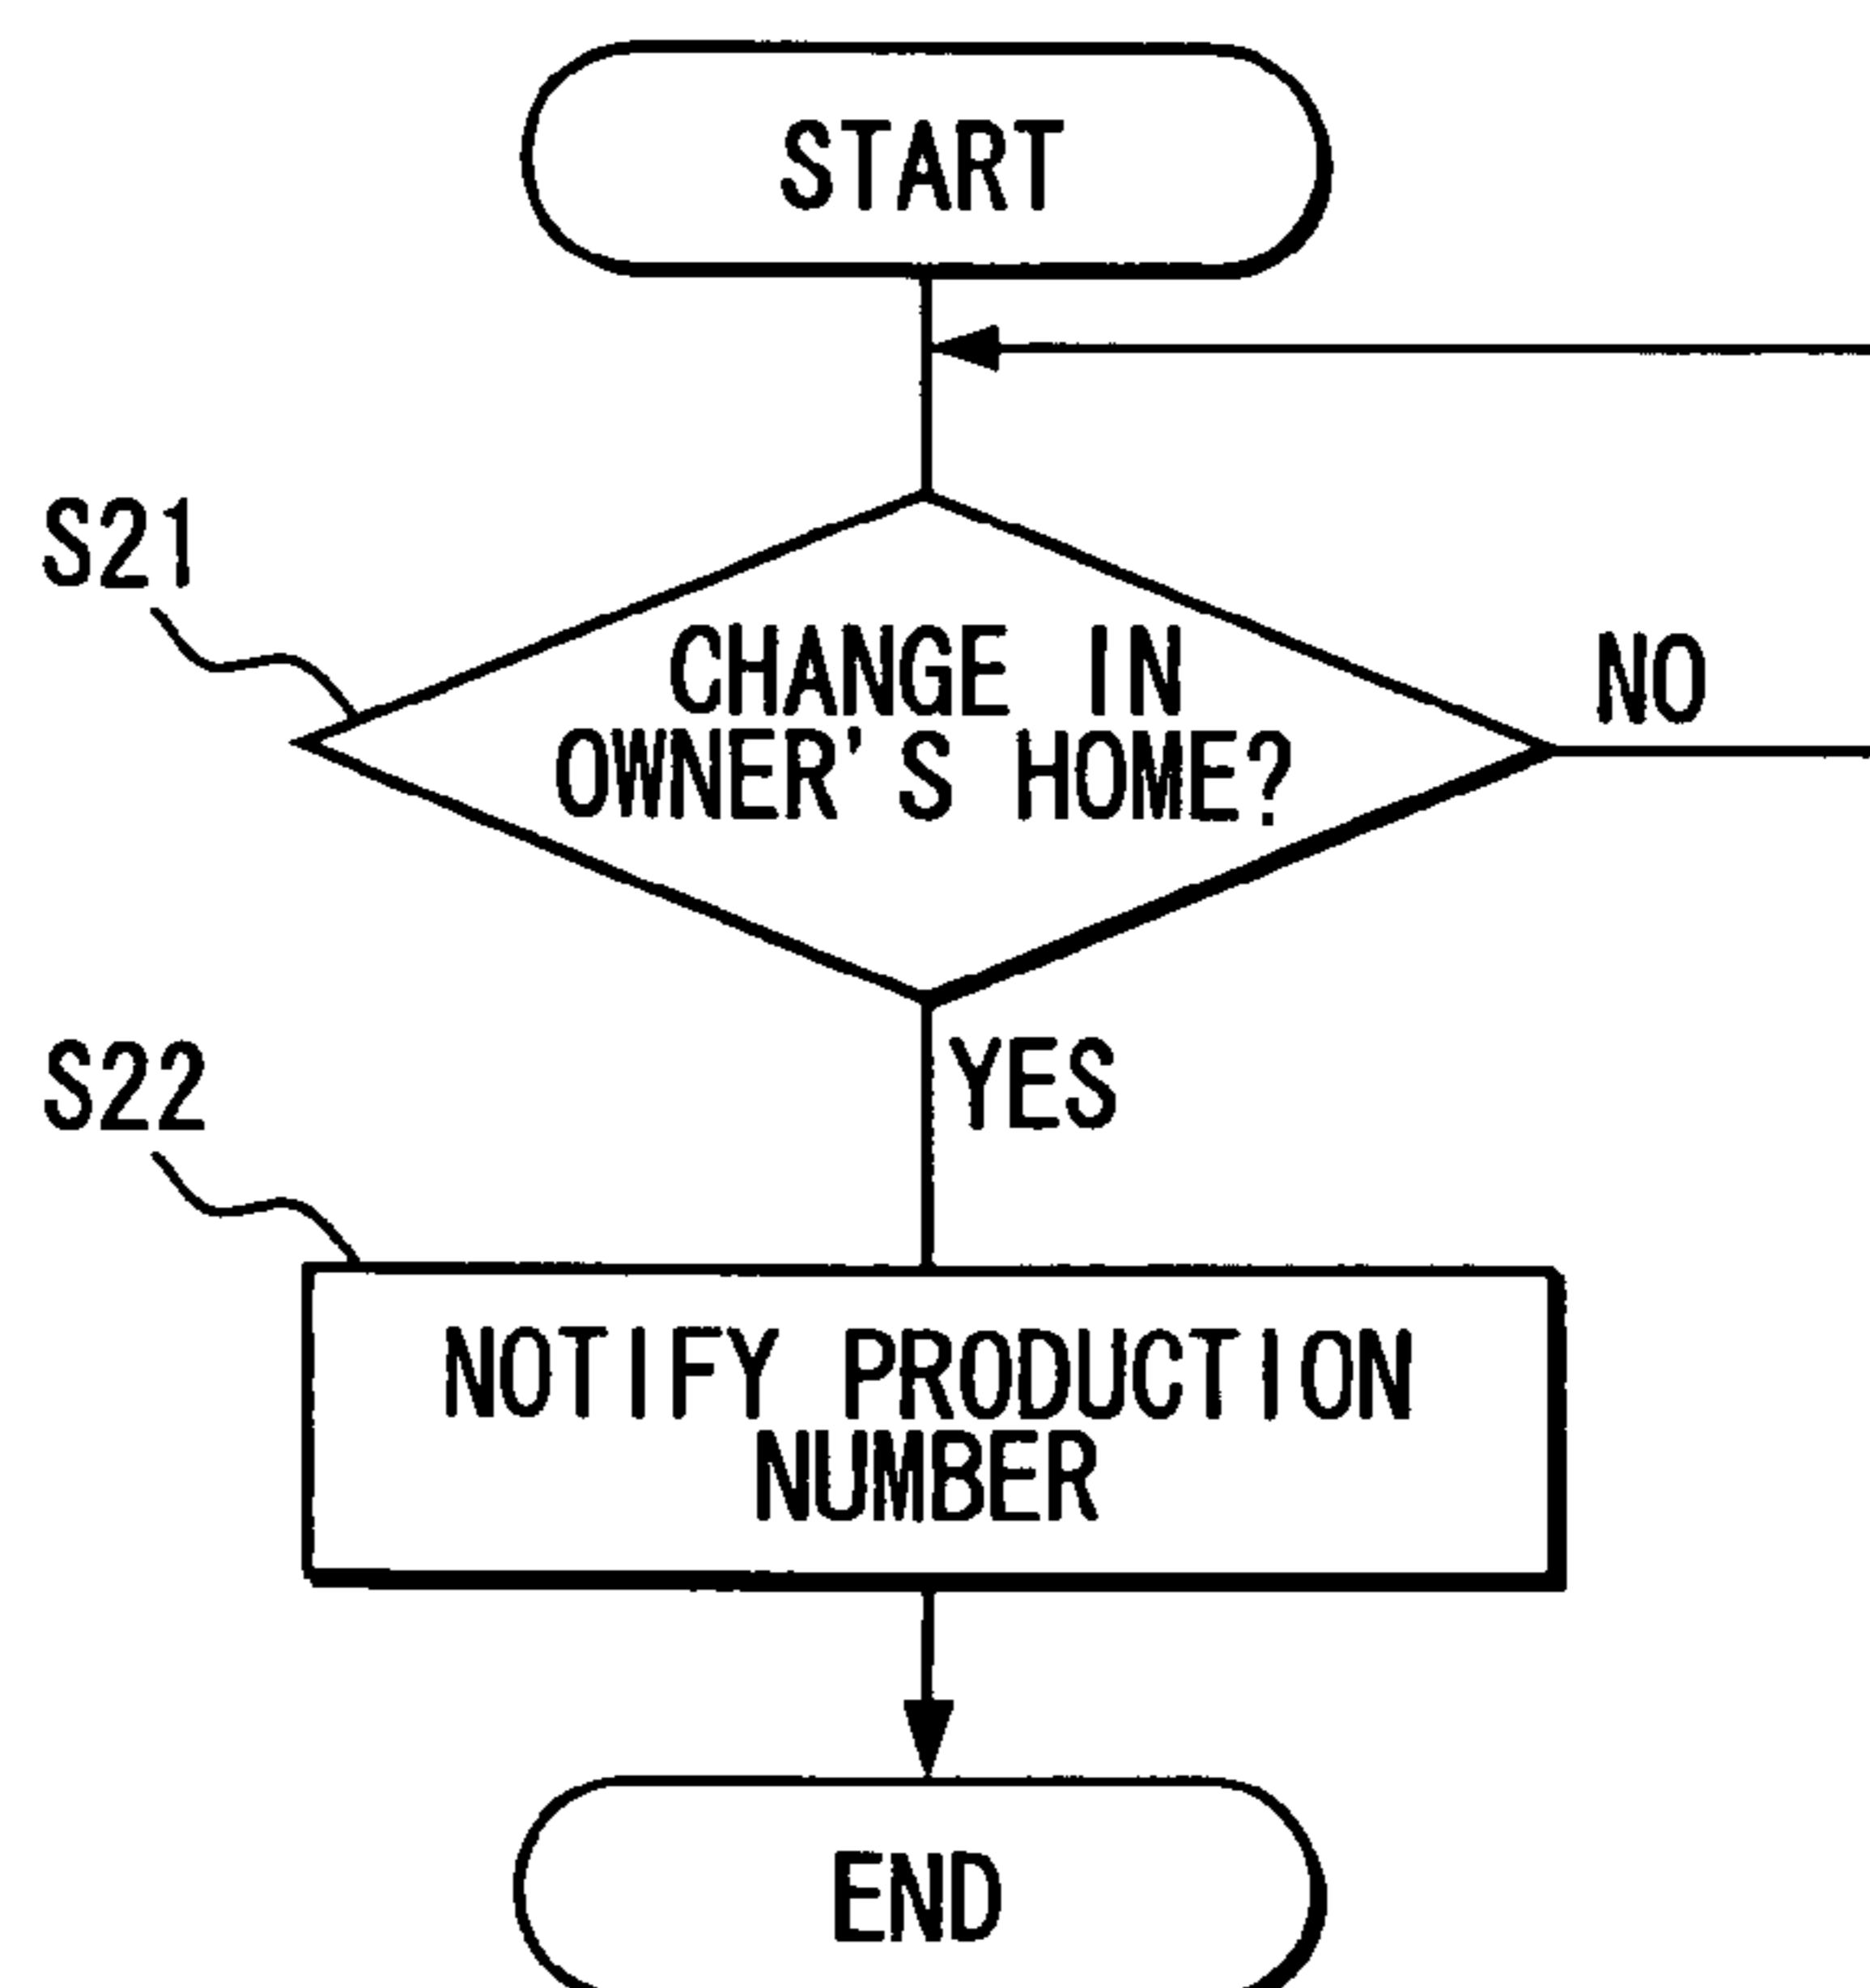 START
S21
CHANGE IN
OWNER'S HOME?
NO
YES
S22
NOTIFY PRODUCTION
NUMBER
END